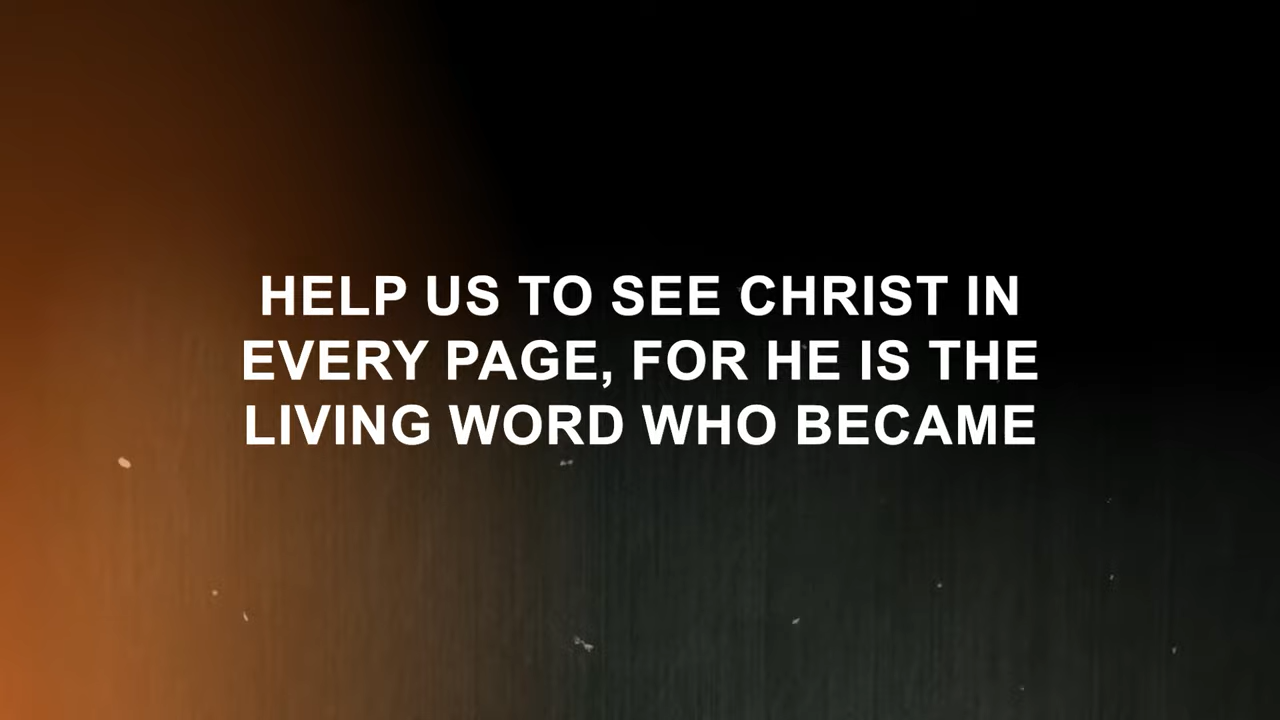 HELP US TO SEE CHRIST IN
EVERY PAGE, FOR HE IS THE
LIVING WORD WHO BECAME